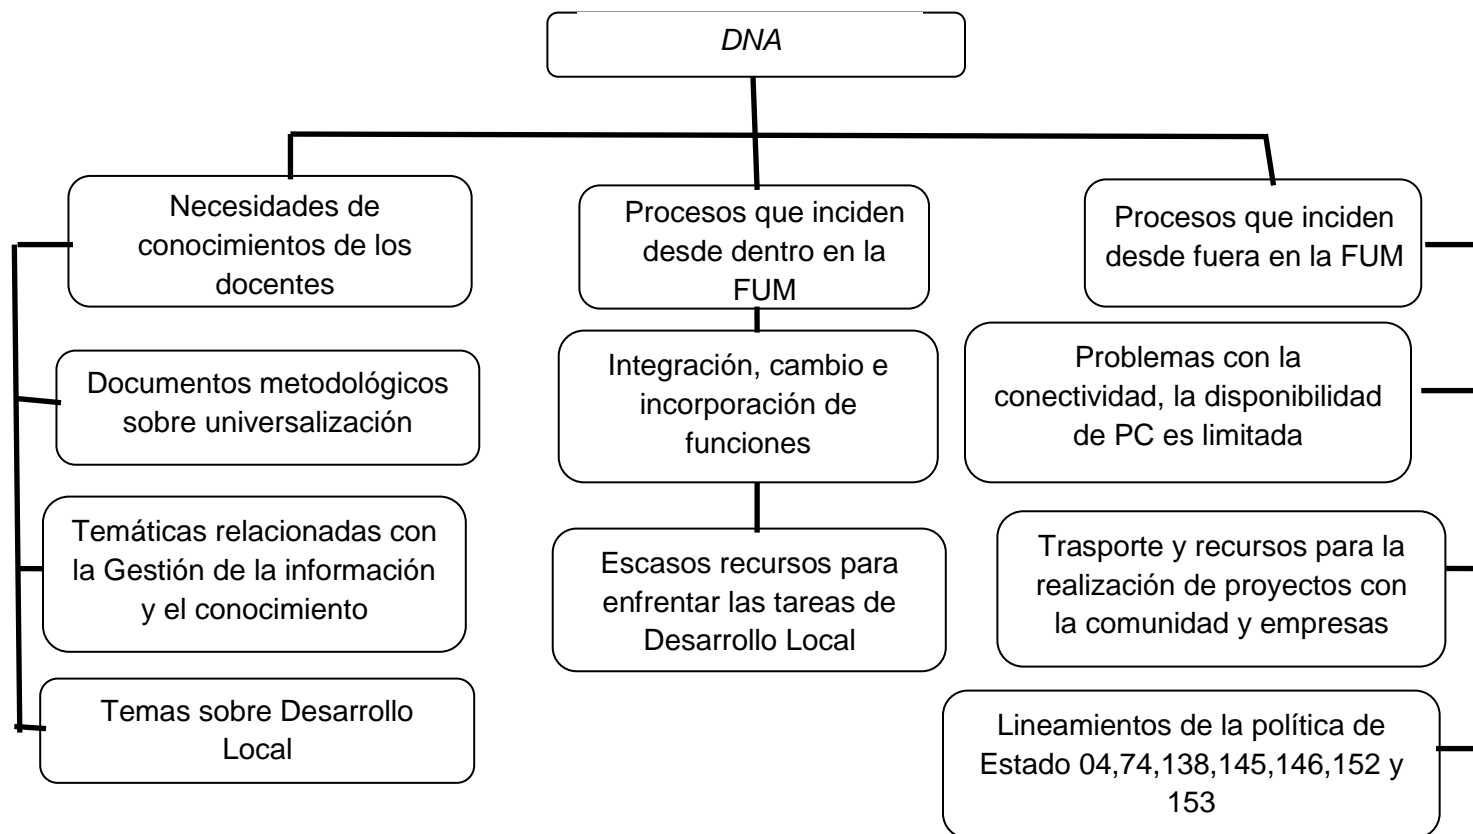 DNA
Necesidades de
conocimientos de los
docentes
Documentos metodológicos
sobre universalización
Temáticas relacionadas con
la Gestión de la información
y el conocimiento
Temas sobre Desarrollo
Local
Procesos que inciden
desde dentro en la
FUM
Integración, cambio e
incorporación de
funciones
Escasos recursos para
enfrentar las tareas de
Desarrollo Local
Procesos que inciden
desde fuera en la FUM
Problemas con la
conectividad, la disponibilidad
de PC es limitada
Trasporte y recursos para la
realización de proyectos con
la comunidad y empresas
Lineamientos de la política de
Estado 04,74,138,145,146,152 y
153